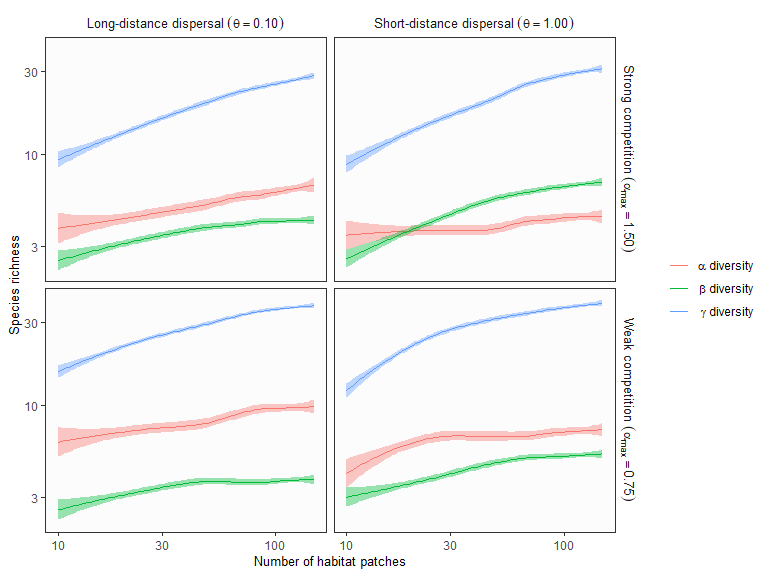 Long-distance dispersal (θ = 0.10)
Short-distance dispersal (θ = 1.00)
Strong competition (αmax = 1.50)
Weak competition (αmax = 0.75)
Species richness
30
10
3
30
10
3
10
30
100
10
30
100
Number of habitat patches
α diversity
β diversity
γ diversity